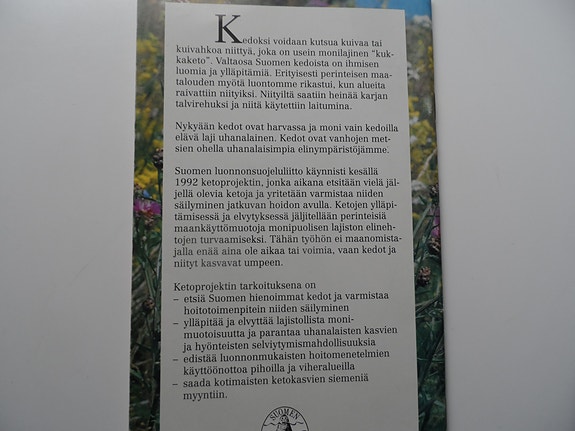 Kedoksi voidaan kutsua kuivaa tai
kuivahkoa niittyä, joka on usein monilajinen "kuk-
kaketo". Valtaosa Suomen kedoista on ihmisen
luomia ja ylläpitämiä. Erityisesti perinteisen maa-
talouden myötä luontomme rikastui, kun alueita
raivattiin niityiksi. Niityiltä saatiin heinää karjan
talvirehuksi ja niitä käytettiin laitumina.
Nykyään kedot ovat harvassa ja moni vain kedoilla
elävä laji uhanalainen. Kedot ovat vanhojen met-
sien ohella uhanalaisimpia elinympäristöjämme.
Suomen luonnonsuojeluliitto käynnisti kesällä
1992 ketoprojektin, jonka aikana etsitään vielä jäl-
jellä olevia ketoja ja yritetään varmistaa niiden
säilyminen jatkuvan hoidon avulla. Ketojen ylläpi-
tämisessä ja elvytyksessä jäljitellään perinteisiä
maankäyttömuotoja monipuolisen lajiston elineh-
tojen turvaamiseksi. Tähän työhön ei maanomista-
jalla enää aina ole aikaa tai voimia, vaan kedot ja
niityt kasvavat umpeen.
Ketoprojektin tarkoituksena on
– etsiä Suomen hienoimmat kedot ja varmistaa
hoitotoimenpitein niiden säilyminen
– ylläpitää ja elvyttää lajistollista moni-
muotoisuutta ja parantaa uhanalaisten kasvien
ja hyönteisten selviytymismahdollisuuksia
– edistää luonnonmukaisten hoitomenetelmien
käyttöönottoa pihoilla ja viheralueilla
– saada kotimaisten ketokasvien siemeniä
myyntiin.
SUOMEN